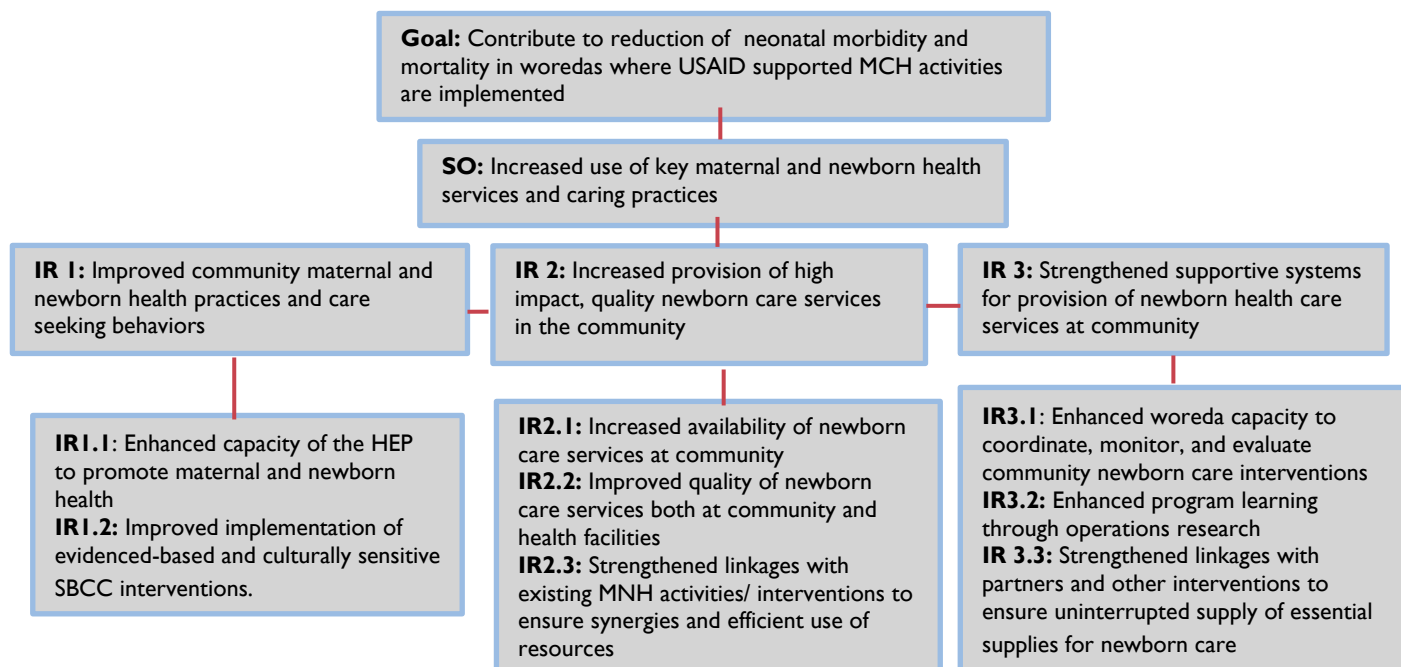 Goal: Contribute to reduction of neonatal morbidity and
mortality in woredas where USAID supported MCH activities
are implemented
SO: Increased use of key maternal and newborn health
services and caring practices
IR 1: Improved community maternal and
newborn health practices and care
seeking behaviors
IR 2: Increased provision of high
impact, quality newborn care services
in the community
IR 3: Strengthened supportive systems
for provision of newborn health care
services at community
IR1.1: Enhanced capacity of the HEP
to promote maternal and newborn
health
IR1.2: Improved implementation of
evidenced-based and culturally sensitive
SBCC interventions.
IR2.1: Increased availability of newborn
care services at community
IR2.2: Improved quality of newborn
care services both at community and
health facilities
IR2.3: Strengthened linkages with
existing MNH activities/ interventions to
ensure synergies and efficient use of
resources
IR3.1: Enhanced woreda capacity to
coordinate, monitor, and evaluate
community newborn care interventions
IR3.2: Enhanced program learning
through operations research
IR 3.3: Strengthened linkages with
partners and other interventions to
ensure uninterrupted supply of essential
supplies for newborn care